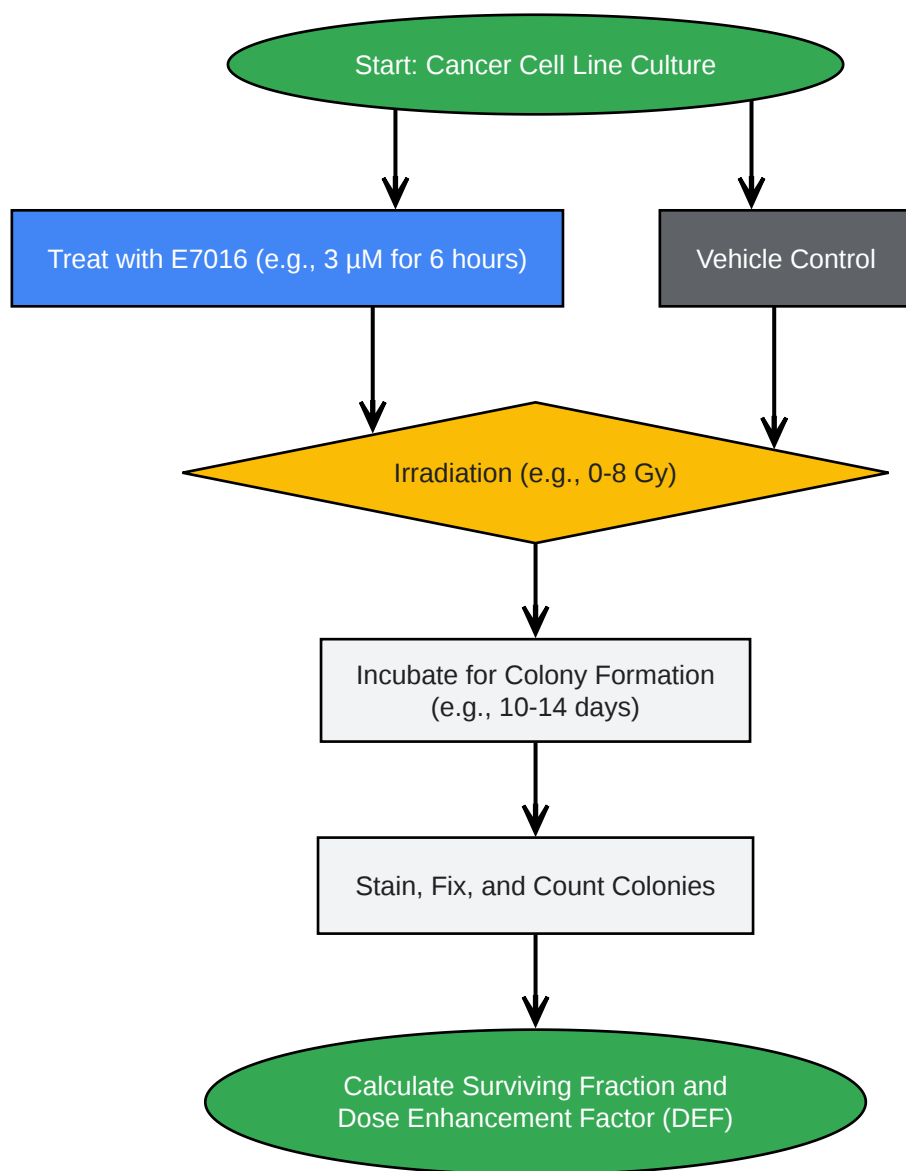 Start: Cancer Cell Line Culture
Treat with E7016 (e.g., 3 µM for 6 hours)
Vehicle Control
Irradiation (e.g., 0-8 Gy)
Incubate for Colony Formation
(e.g., 10-14 days)
Stain, Fix, and Count Colonies
Calculate Surviving Fraction and
Dose Enhancement Factor (DEF)